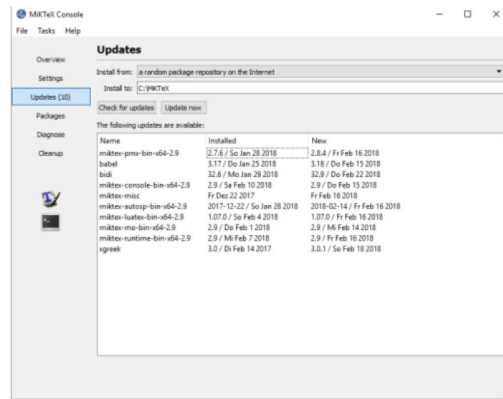 MiKTeX Console
File Tasks Help
Overview
Settings
Updates (10)
Packages
Diagnose
Cleanup
Updates
Install from: a random package repository on the Internet
Install to: C:\MiKTeX
Check for updates Update now
The following updates are available:
Name Installed New
miktex-pmx-bin-x64-2.9 2.7.6 / So Jan 28 2018 2.8.4 / Fr Feb 16 2018
babel 3.17 / Do Jan 25 2018 3.18 / Do Feb 15 2018
bidi 32.6 / Mo Jan 29 2018 32.9 / Do Feb 22 2018
miktex-console-bin-x64-2.9 2.9 / Sa Feb 10 2018 2.9 / Do Feb 15 2018
miktex-misc Fr Dez 22 2017 Fr Feb 16 2018
miktex-autosp-bin-x64-2.9 2017-12-22 / So Jan 28 2018 2018-02-14 / Fr Feb 16 2018
miktex-luatex-bin-x64-2.9 1.07.0 / So Feb 4 2018 1.07.0 / Fr Feb 16 2018
miktex-mo-bin-x64-2.9 2.9 / Do Feb 1 2018 2.9 / Mi Feb 14 2018
miktex-runtime-bin-x64-2.9 2.9 / Mi Feb 7 2018 2.9 / Fr Feb 16 2018
xgreek 3.0 / Di Feb 14 2017 3.0.1 / So Feb 18 2018